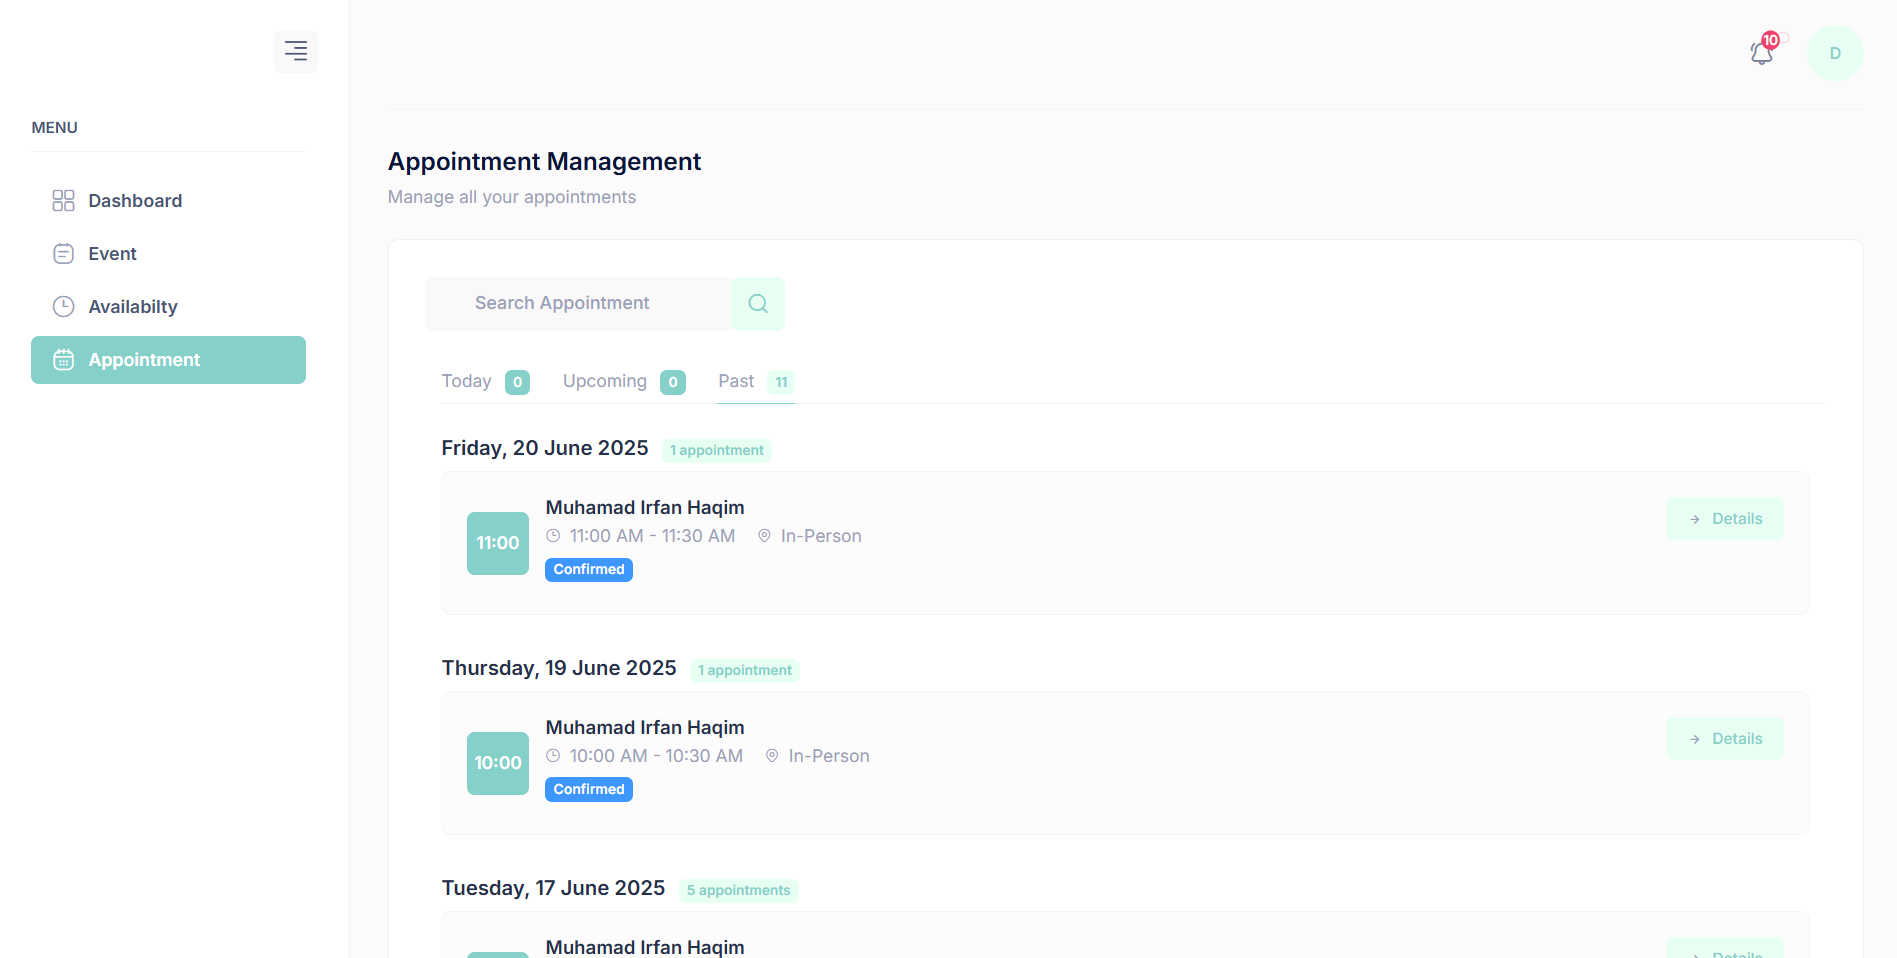 10
D
MENU
Dashboard
Event
Availabilty
Appointment
Appointment Management
Manage all your appointments
Search Appointment
Today 0 Upcoming 0 Past 11
Friday, 20 June 2025 1 appointment
11:00
Muhamad Irfan Haqim
11:00 AM - 11:30 AM In-Person
Confirmed
Details
Thursday, 19 June 2025 1 appointment
10:00
Muhamad Irfan Haqim
10:00 AM - 10:30 AM In-Person
Confirmed
Details
Tuesday, 17 June 2025 5 appointments
Muhamad Irfan Haqim
Details